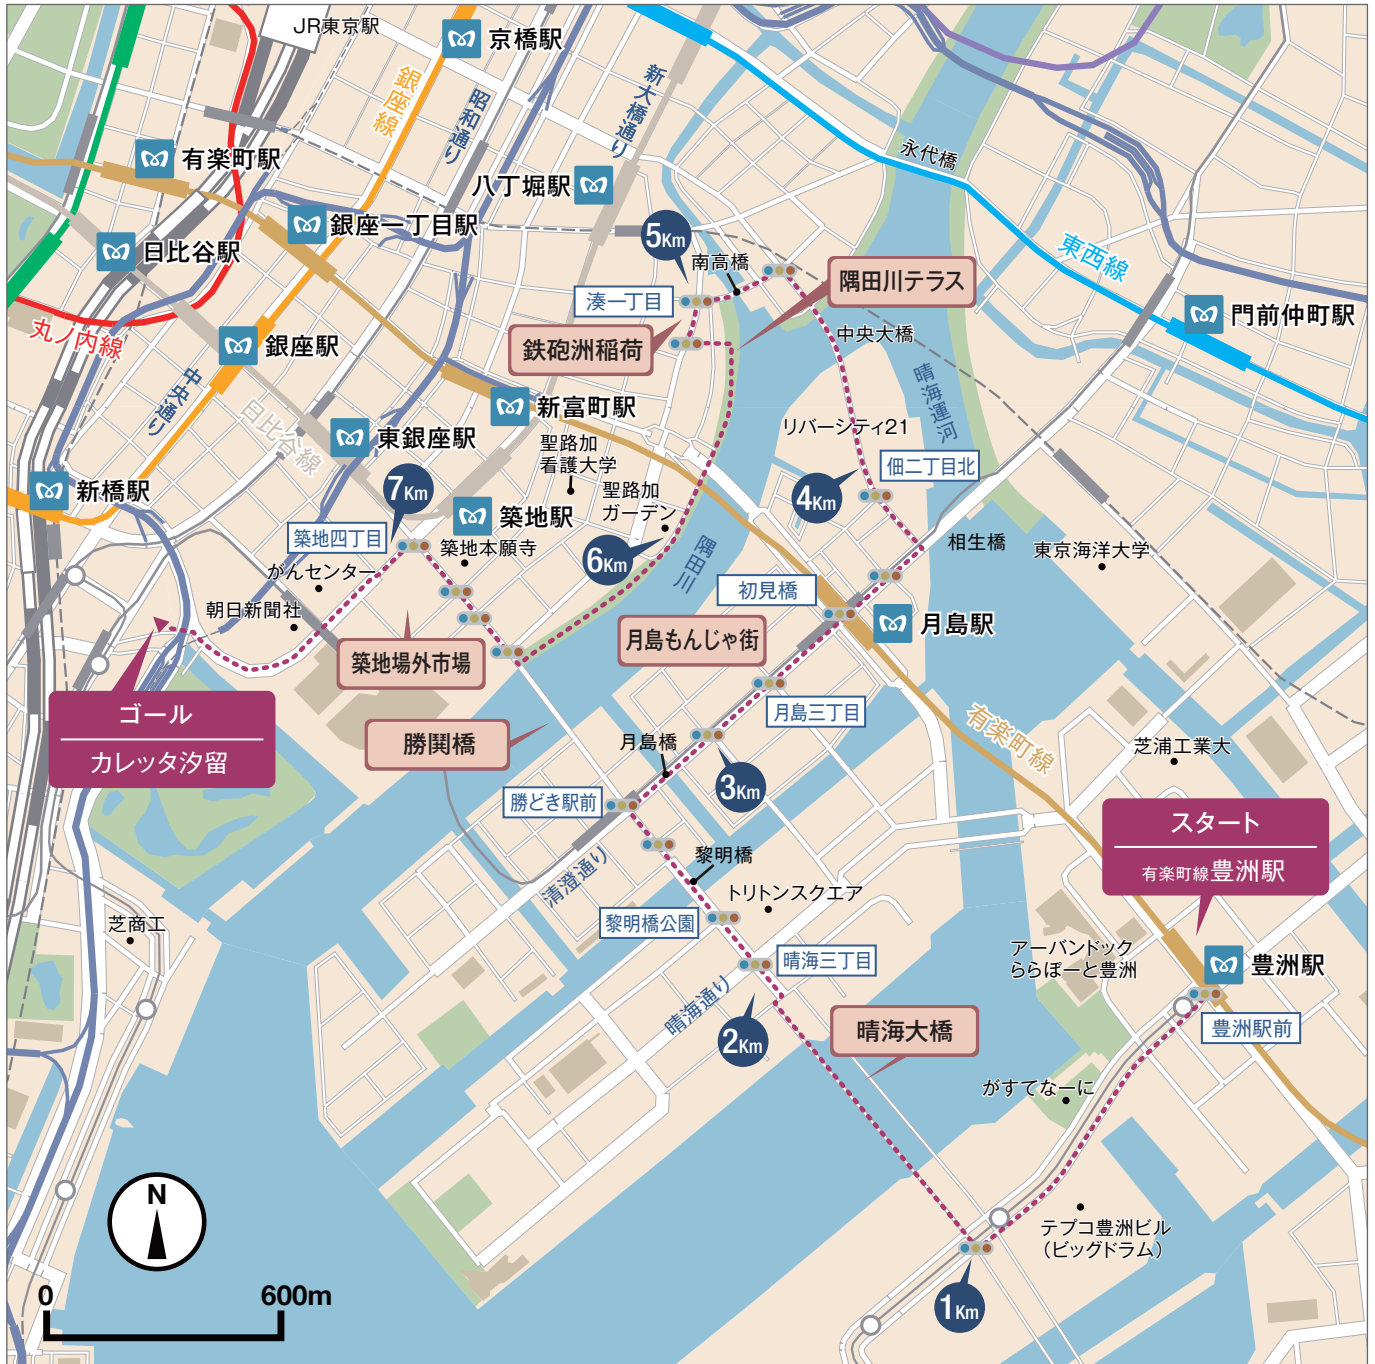 JR東京駅
京橋駅
銀座線
昭和通り
新大橋通り
有楽町駅
八丁堀駅
永代橋
銀座一丁目駅
日比谷駅
5Km
南高橋
東西線
隅田川テラス
湊一丁目
門前仲町駅
丸ノ内線
銀座駅
鉄砲洲稲荷
中央大橋
中央通り
晴海運河
新富町駅
日比谷線
東銀座駅
リバーシティ21
聖路加
看護大学
佃二丁目北
新橋駅
7Km
聖路加
ガーデン
4Km
築地駅
築地四丁目
築地本願寺
相生橋
東京海洋大学
がんセンター
6Km
隅田川
初見橋
朝日新聞社
月島駅
月島もんじゃ街
築地場外市場
ゴール
カレッタ汐留
月島三丁目
有楽町線
勝鬨橋
月島橋
芝浦工業大
3Km
勝どき駅前
スタート
有楽町線豊洲駅
黎明橋
清澄通り
トリトンスクエア
芝商工
黎明橋公園
アーバンドック
ららぽーと豊洲
晴海三丁目
豊洲駅
晴海通り
2Km
晴海大橋
豊洲駅前
がすてなーに
N
テプコ豊洲ビル
(ビッグドラム)
0
600m
1Km